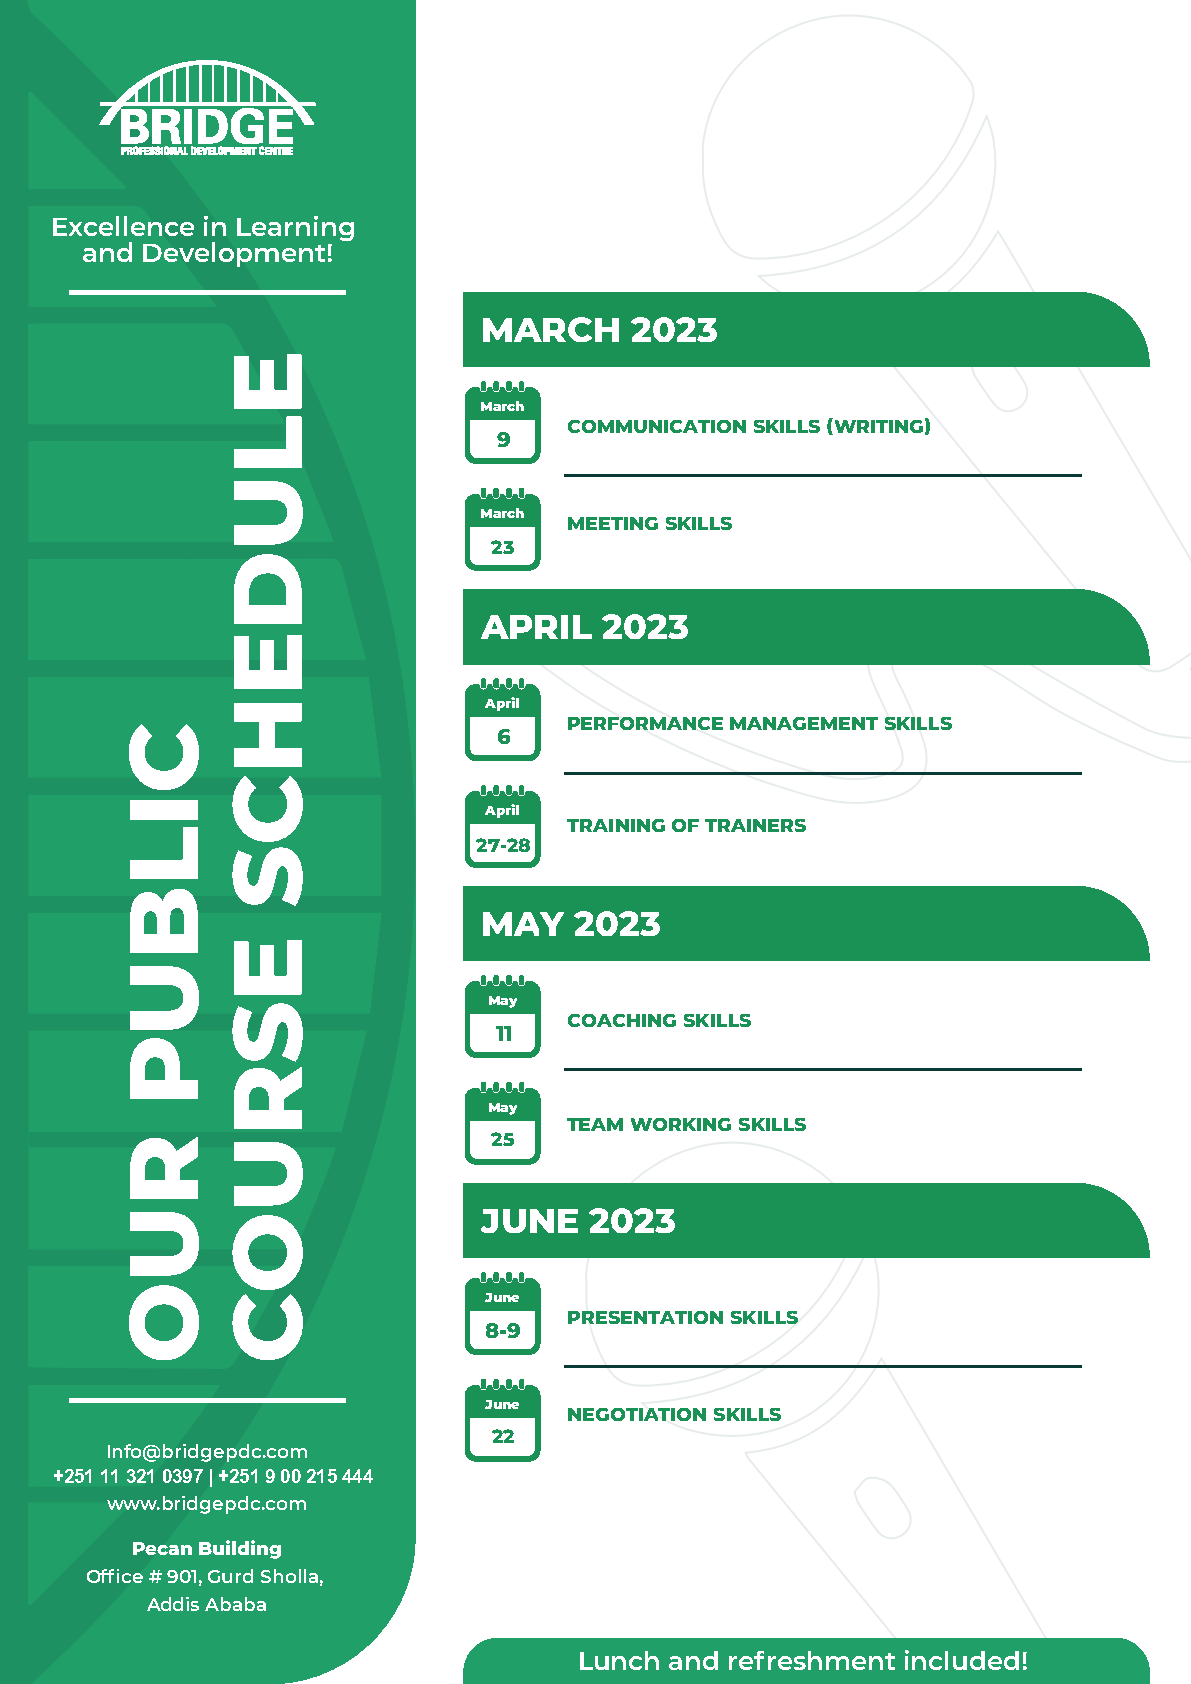 BRIDGE
PROFESSIONAL DEVELOPMENT CENTRE
Excellence in Learning
and Development!
OUR PUBLIC
COURSE SCHEDULE
Info@bridgepdc.com
+251 11 321 0397 | +251 9 00 215 444
www.bridgepdc.com
Pecan Building
Office # 901, Gurd Sholla,
Addis Ababa
MARCH 2023
March
9
COMMUNICATION SKILLS (WRITING)
March
23
MEETING SKILLS
APRIL 2023
April
6
PERFORMANCE MANAGEMENT SKILLS
April
27-28
TRAINING OF TRAINERS
MAY 2023
May
11
COACHING SKILLS
May
25
TEAM WORKING SKILLS
JUNE 2023
June
8-9
PRESENTATION SKILLS
June
22
NEGOTIATION SKILLS
Lunch and refreshment included!